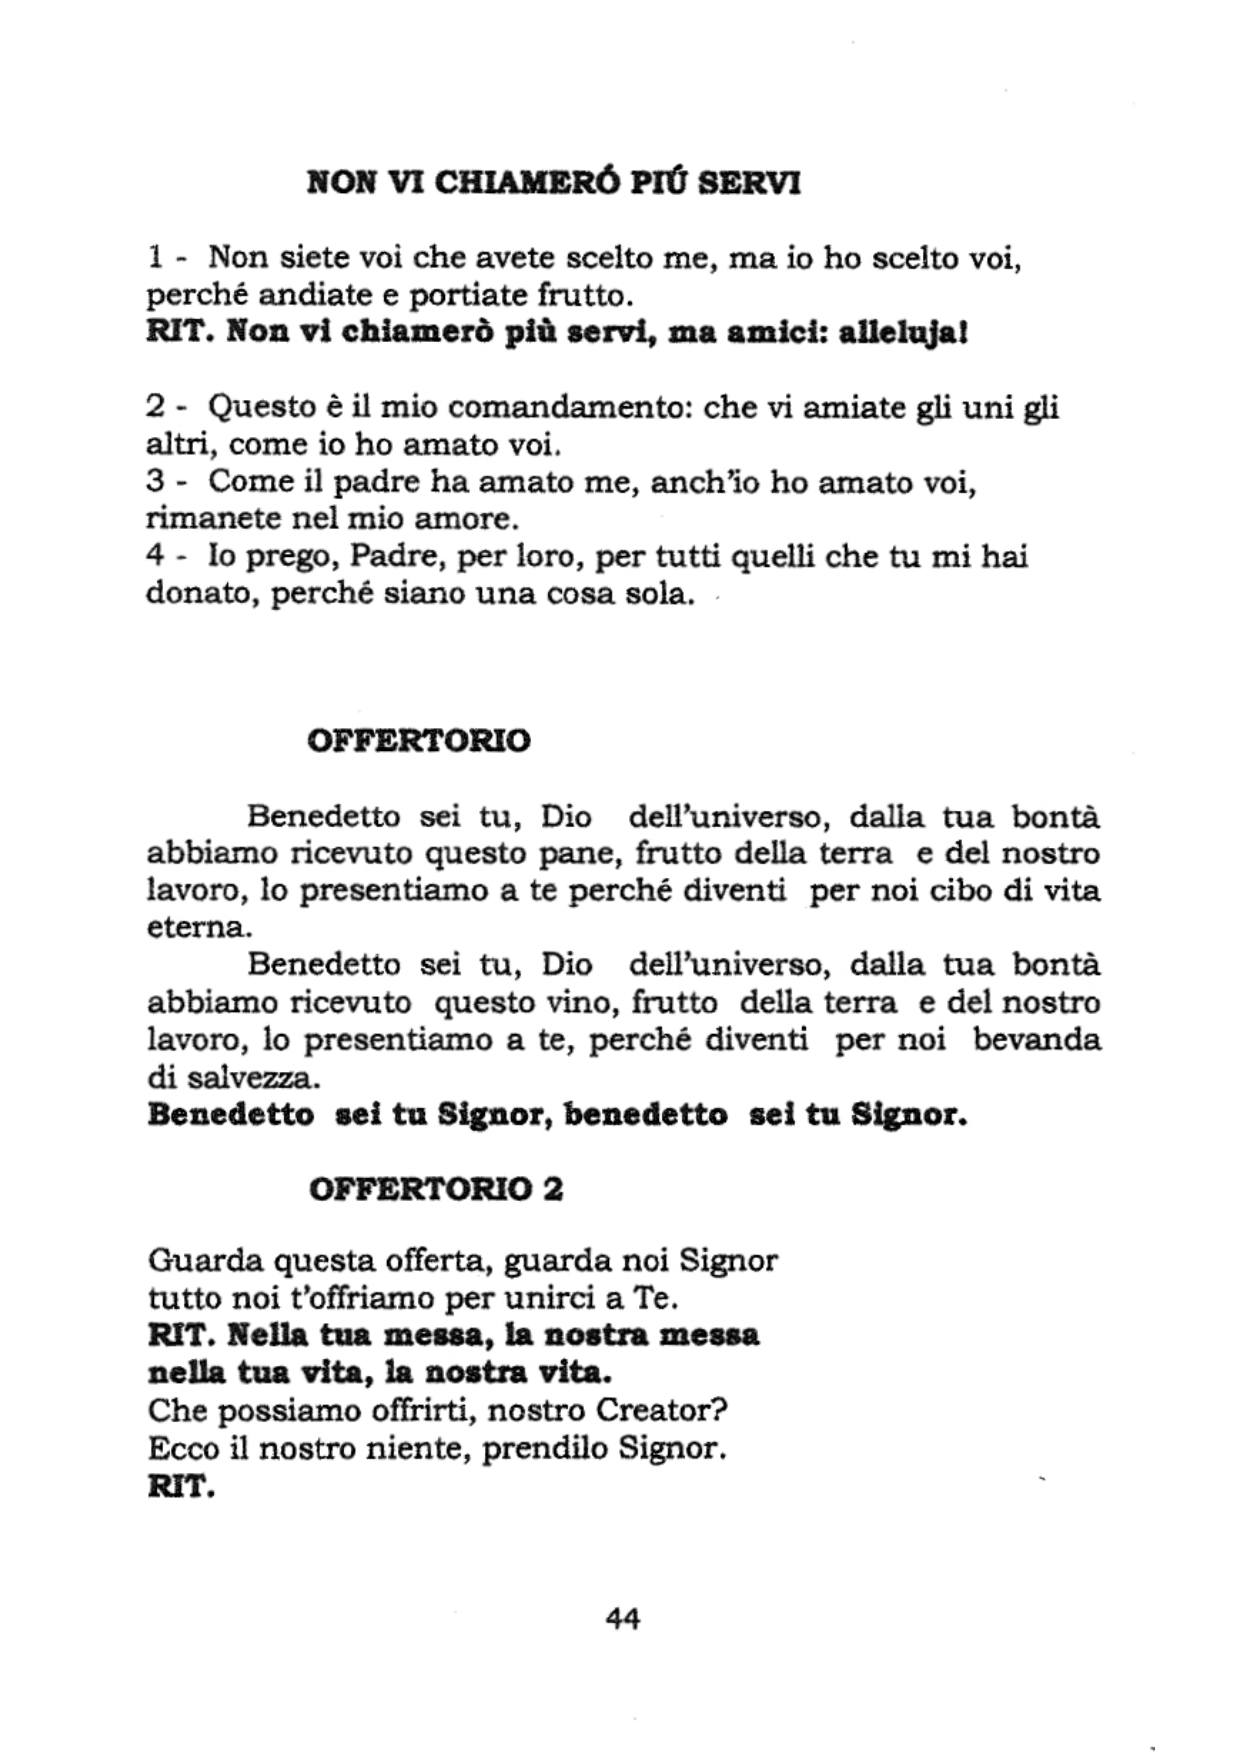 NON VI CHIAMERÓ PIÚ SERVI
1 - Non siete voi che avete scelto me, ma io ho scelto voi,
perché andiate e portiate frutto.
RIT. Non vi chiamerò più servi, ma amici: alleluja!
2 - Questo è il mio comandamento: che vi amiate gli uni gli
altri, come io ho amato voi.
3 - Come il padre ha amato me, anch'io ho amato voi,
rimanete nel mio amore.
4 - Io prego, Padre, per loro, per tutti quelli che tu mi hai
donato, perché siano una cosa sola.
OFFERTORIO
Benedetto sei tu, Dio dell'universo, dalla tua bontà
abbiamo ricevuto questo pane, frutto della terra e del nostro
lavoro, lo presentiamo a te perché diventi per noi cibo di vita
eterna.
Benedetto sei tu, Dio dell'universo, dalla tua bontà
abbiamo ricevuto questo vino, frutto della terra e del nostro
lavoro, lo presentiamo a te, perché diventi per noi bevanda
di salvezza.
Benedetto sei tu Signor, benedetto sei tu Signor.
OFFERTORIO 2
Guarda questa offerta, guarda noi Signor
tutto noi t'offriamo per unirci a Te.
RIT. Nella tua messa, la nostra messa
nella tua vita, la nostra vita.
Che possiamo offrirti, nostro Creator?
Ecco il nostro niente, prendilo Signor.
RIT.
44